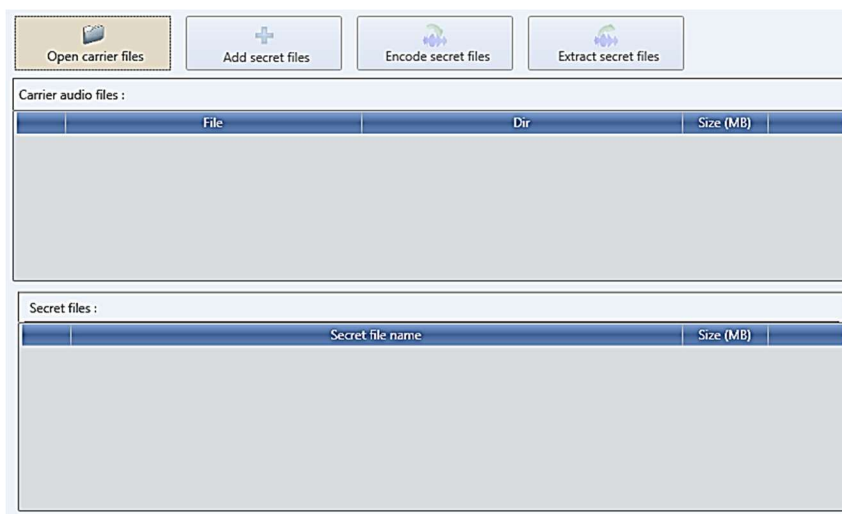 Open carrier files Add secret files Encode secret files Extract secret files
Carrier audio files :
File Dir Size (MB)
Secret files :
Secret file name Size (MB)